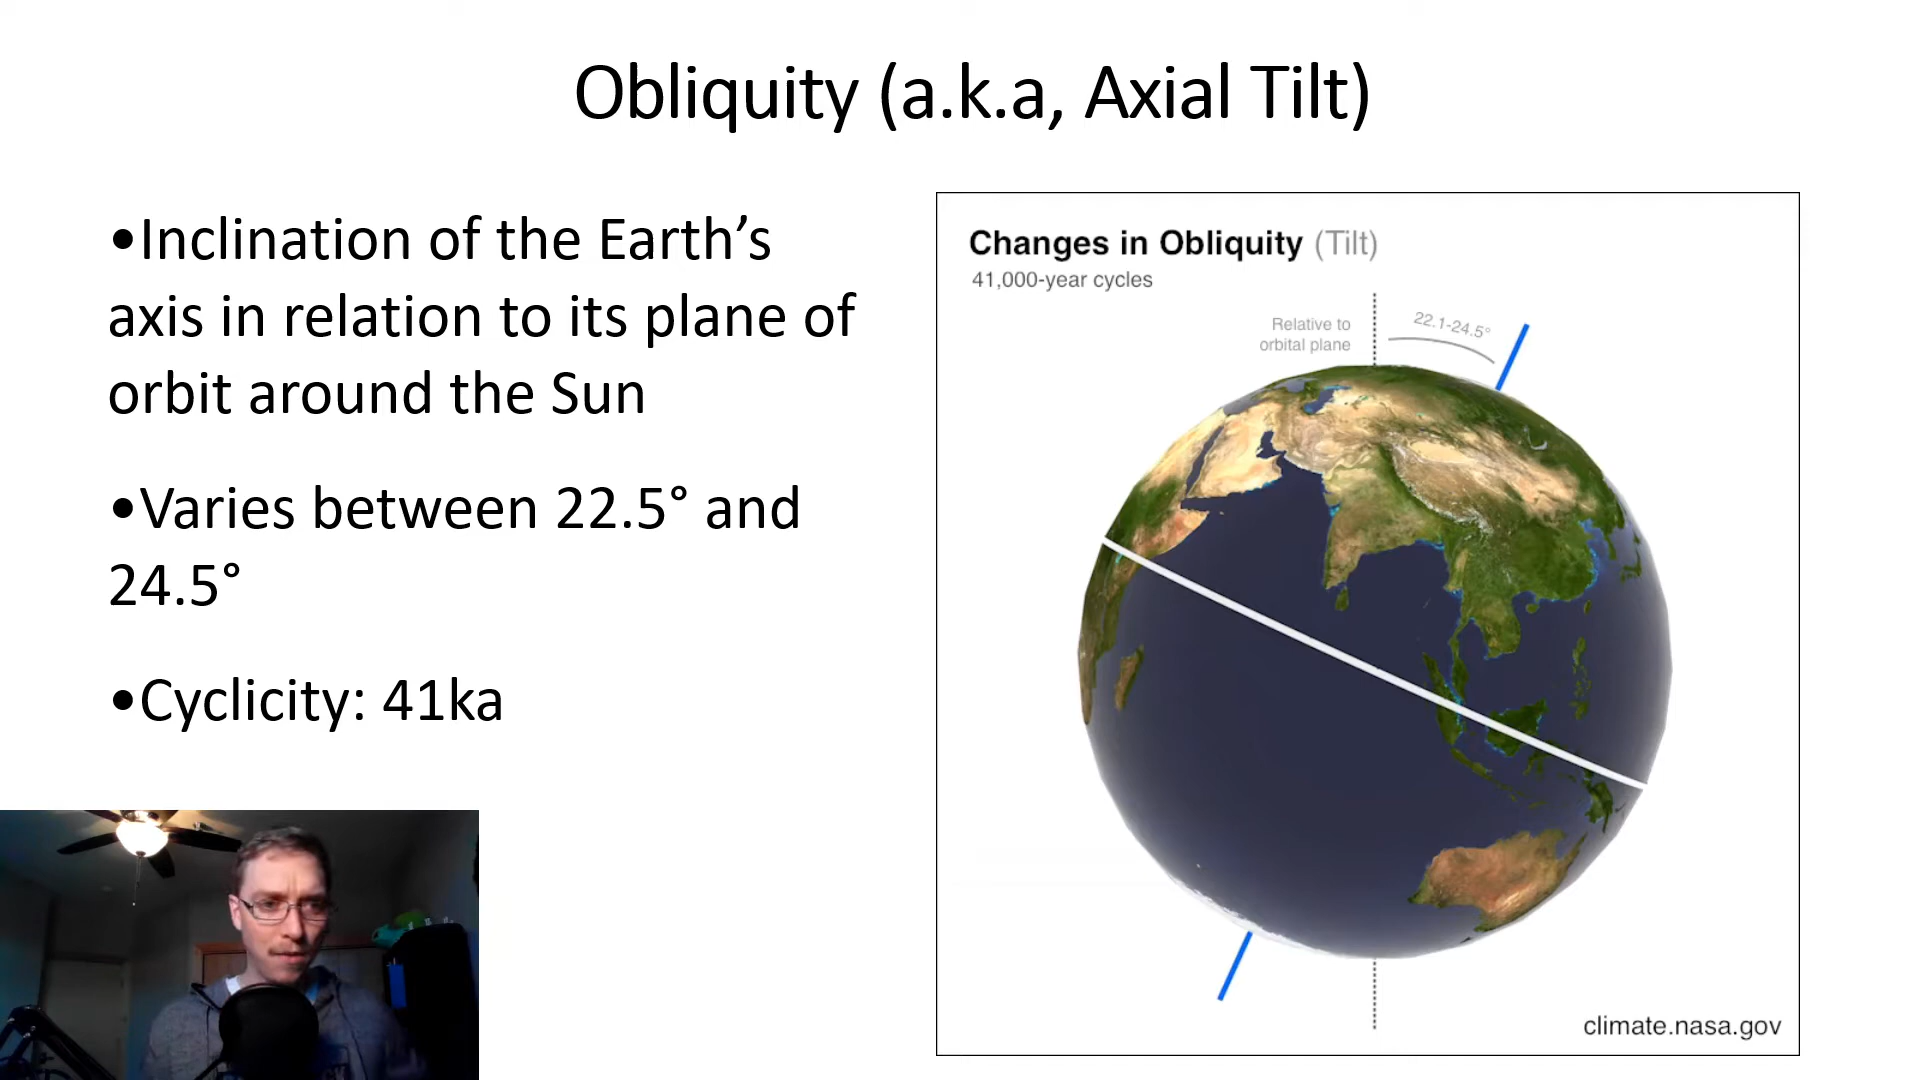 Obliquity (a.k.a, Axial Tilt)
•Inclination of the Earth’s
axis in relation to its plane of
orbit around the Sun
•Varies between 22.5° and
24.5°
•Cyclicity: 41ka
Changes in Obliquity (Tilt)
41,000-year cycles
Relative to
orbital plane
22.1-24.5°
climate.nasa.gov